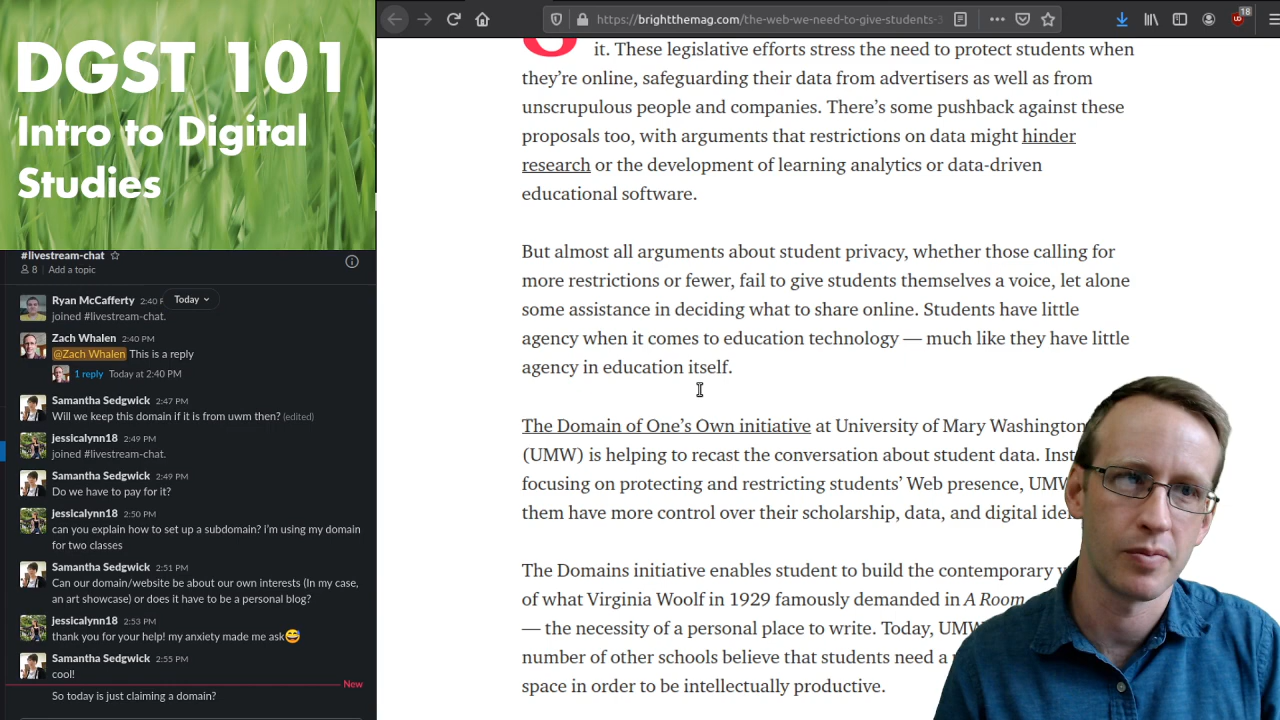 DGST 101
Intro to Digital
Studies
#livestream-chat
8 Add a topic
Today
Ryan McCafferty 2:40
joined #livestream-chat.
Zach Whalen 2:40 PM
@Zach Whalen This is a reply
1 reply Today at 2:40 PM
Samantha Sedgwick 2:47 PM
Will we keep this domain if it is from uwm then? (edited)
jessicalynn18 2:49 PM
joined #livestream-chat.
Samantha Sedgwick 2:49 PM
Do we have to pay for it?
jessicalynn18 2:50 PM
can you explain how to set up a subdomain? i'm using my domain
for two classes
Samantha Sedgwick 2:51 PM
Can our domain/website be about our own interests (In my case,
an art showcase) or does it have to be a personal blog?
jessicalynn18 2:53 PM
thank you for your help! my anxiety made me ask😅
Samantha Sedgwick 2:55 PM
cool!
New
So today is just claiming a domain?
https://brightthemag.com/the-web-we-need-to-give-students-3
18
it. These legislative efforts stress the need to protect students when
they're online, safeguarding their data from advertisers as well as from
unscrupulous people and companies. There's some pushback against these
proposals too, with arguments that restrictions on data might hinder
research or the development of learning analytics or data-driven
educational software.
But almost all arguments about student privacy, whether those calling for
more restrictions or fewer, fail to give students themselves a voice, let alone
some assistance in deciding what to share online. Students have little
agency when it comes to education technology — much like they have little
agency in education itself.
The Domain of One's Own initiative at University of Mary Washington
(UMW) is helping to recast the conversation about student data. Inst
focusing on protecting and restricting students' Web presence, UMW
them have more control over their scholarship, data, and digital iden
The Domains initiative enables student to build the contemporary v
of what Virginia Woolf in 1929 famously demanded in A Room
— the necessity of a personal place to write. Today, UMW
number of other schools believe that students need a
space in order to be intellectually productive.